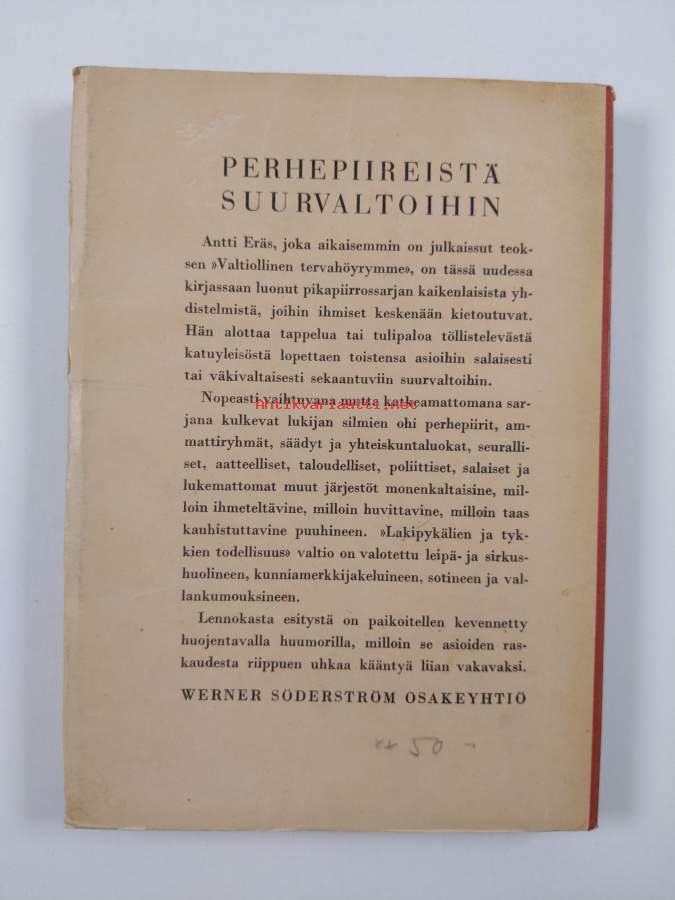 PERHEPIIREISTÄ
SUURVALTOIHIN
Antti Eräs, joka aikaisemmin on julkaissut teok-
sen »Valtiollinen tervahöyrymme», on tässä uudessa
kirjassaan luonut pikapiirrossarjan kaikenlaisista yh-
distelmistä, joihin ihmiset keskenään kietoutuvat.
Hän alottaa tappelua tai tulipaloa töllistelevästä
katuyleisöstä lopettaen toistensa asioihin salaisesti
tai väkivaltaisesti sekaantuviin suurvaltoihin.
Nopeasti vaihtuvana mutta katkeamattomana sar-
Antikvariaatti.net
jana kulkevat lukijan silmien ohi perhepiirit, am-
mattiryhmät, säädyt ja yhteiskuntaluokat, seuralli-
set, aatteelliset, taloudelliset, poliittiset, salaiset ja
lukemattomat muut järjestöt monenkaltaisine, mil-
loin ihmeteltävine, milloin huvittavine, milloin taas
kauhistuttavine puuhineen. »Lakipykälien ja tyk-
kien todellisuus» valtio on valotettu leipä- ja sirkus-
huolineen, kunniamerkkijakeluineen, sotineen ja val-
lankumouksineen.
Lennokasta esitystä on paikoitellen kevennetty
huojentavalla huumorilla, milloin se asioiden ras-
kaudesta riippuen uhkaa kääntyä liian vakavaksi.
WERNER SÖDERSTRÖM OSAKEYHTIÖ
50 -